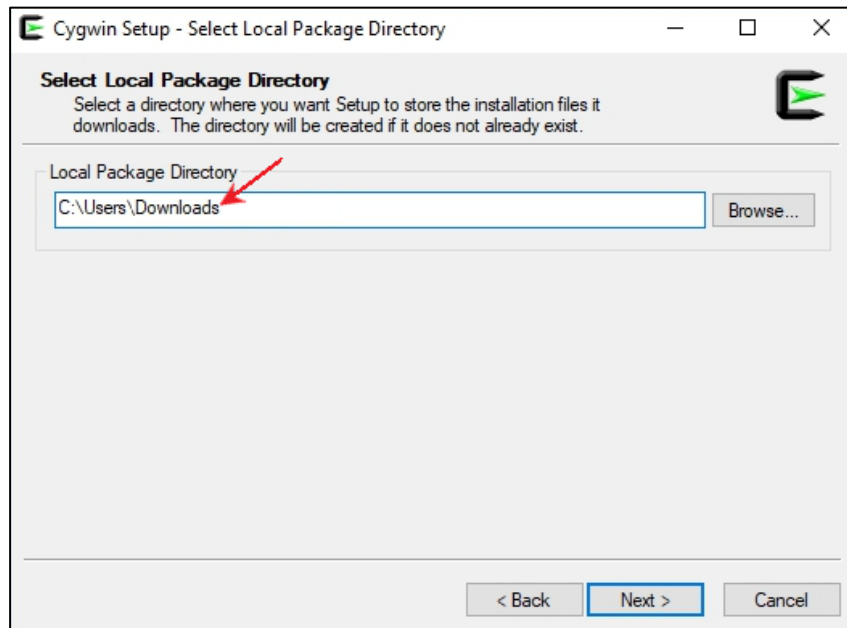 Cygwin Setup - Select Local Package Directory
Select Local Package Directory
Select a directory where you want Setup to store the installation files it
downloads.  The directory will be created if it does not already exist.
Local Package Directory
C:\Users\Downloads
Browse...
< Back
Next >
Cancel